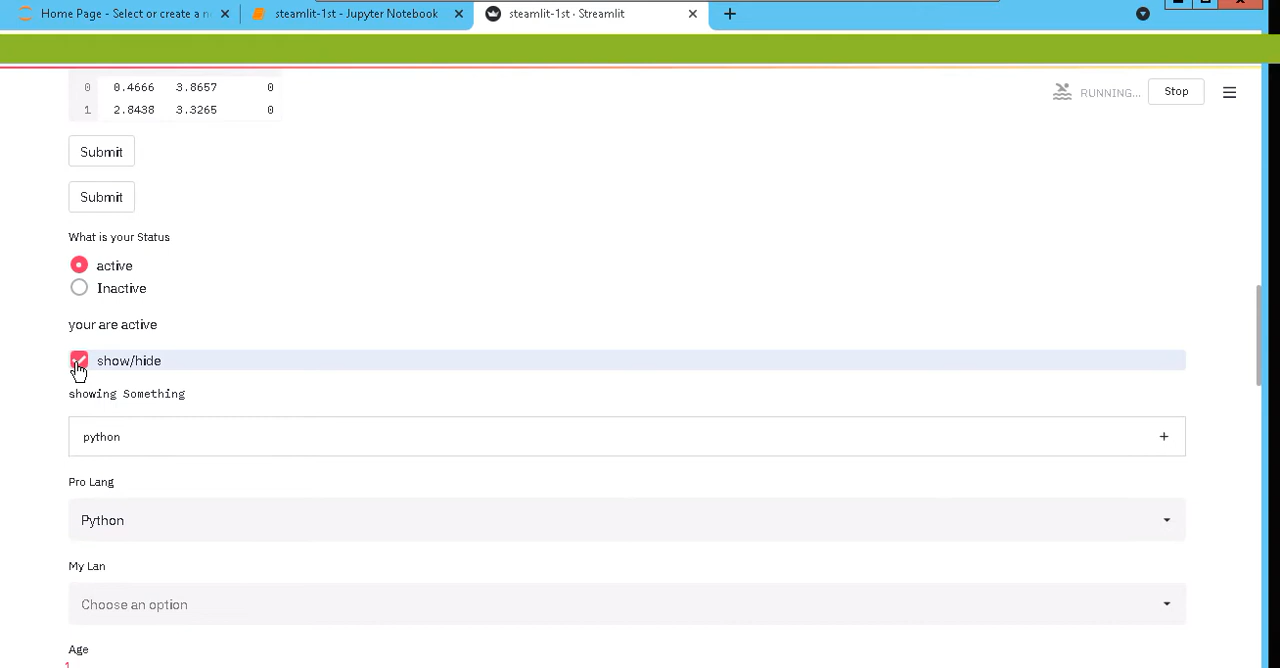 Home Page - Select or create a n
steamlit-1st - Jupyter Notebook
steamlit-1st · Streamlit
0 0.4666 3.8657 0
1 2.8438 3.3265 0
RUNNING...
Stop
Submit
Submit
What is your Status
active
Inactive
your are active
show/hide
showing Something
python
Pro Lang
Python
My Lan
Choose an option
Age
1